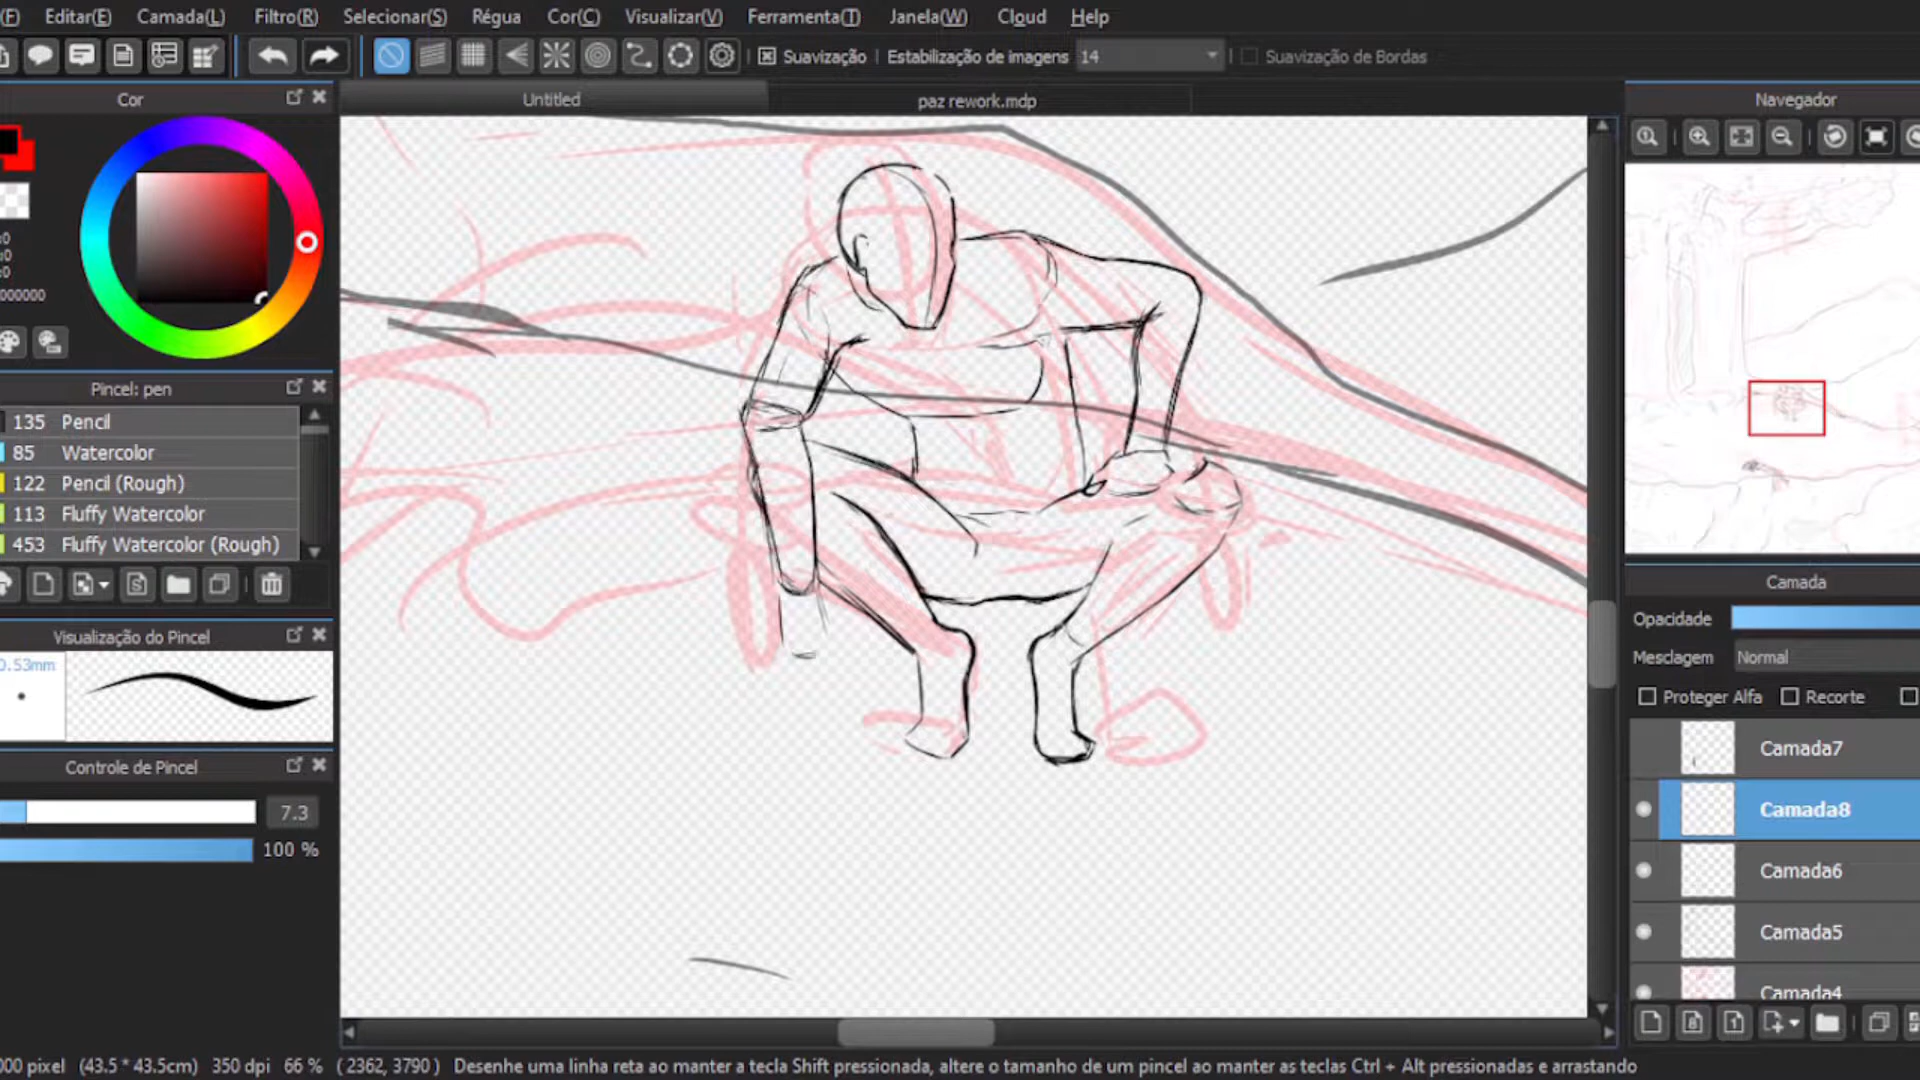 (F) Editar(E) Camada(L) Filtro(R) Selecionar(S) Régua Cor(C) Visualizar(V) Ferramenta(T) Janela(W) Cloud Help
Suavização Estabilização de imagens 14 Suavização de Bordas
Cor
Untitled
paz rework.mdp
Navegador
:0
:0
:0
000000
Pincel: pen
135 Pencil
85 Watercolor
122 Pencil (Rough)
113 Fluffy Watercolor
453 Fluffy Watercolor (Rough)
Visualização do Pincel
0.53mm
Controle de Pincel
7.3
100 %
Camada
Opacidade
Mesclagem Normal
Proteger Alfa Recorte
Camada7
Camada8
Camada6
Camada5
Camada4
000 pixel (43.5 * 43.5cm) 350 dpi 66 % ( 2362, 3790 ) Desenhe uma linha reta ao manter a tecla Shift pressionada, altere o tamanho de um pincel ao manter as teclas Ctrl + Alt pressionadas e arrastando